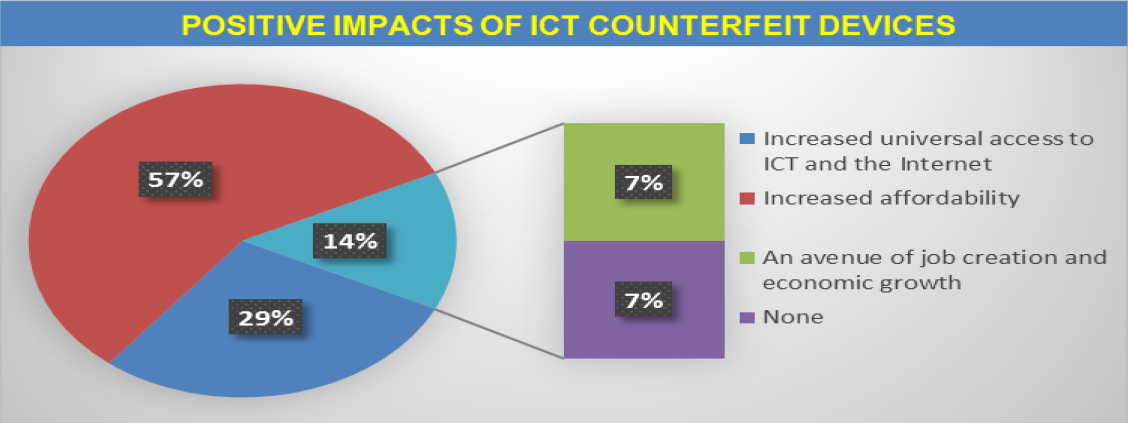 POSITIVE IMPACTS OF ICT COUNTERFEIT DEVICES
57%
14%
29%
7%
7%
Increased universal access to
ICT and the Internet
Increased affordability
An avenue of job creation and
economic growth
None